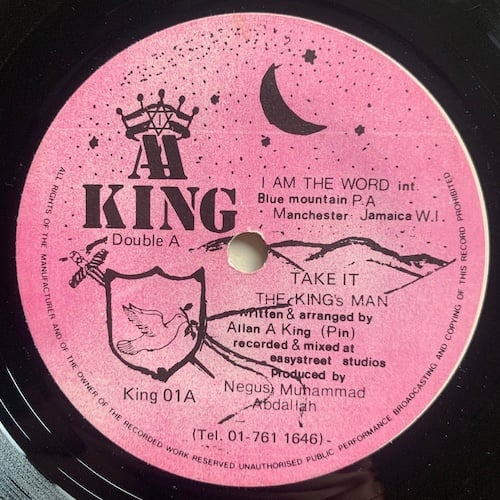 AA
KING
Double A
I AM THE WORD int.
Blue mountain P.A
Manchester Jamaica W.I.
TAKE IT
THE KING's MAN
written & arranged by
Allan A King (Pin)
recorded & mixed at
easystreet studios
produced by
Negusi Muhammad
Abdallah
King 01A
(Tel. 01-761 1646)-
ALL RIGHTS OF THE MANUFACTURER AND OF THE OWNER OF THE RECORDED WORK RESERVED UNAUTHORISED PUBLIC PERFORMANCE BROADCASTING AND COPYING OF THIS RECORD PROHIBITED